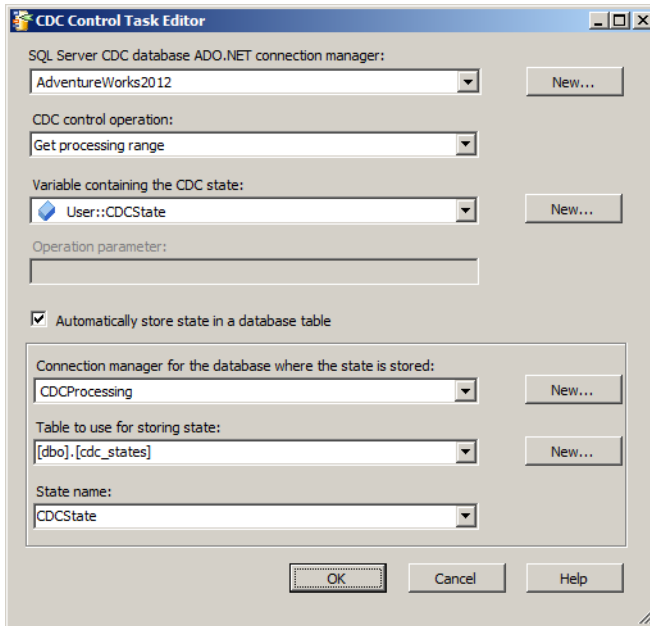 CDC Control Task Editor
SQL Server CDC database ADO.NET connection manager:
AdventureWorks2012
New...
CDC control operation:
Get processing range
Variable containing the CDC state:
User::CDCState
New...
Operation parameter:
Automatically store state in a database table
Connection manager for the database where the state is stored:
CDCProcessing
New...
Table to use for storing state:
[dbo].[cdc_states]
New...
State name:
CDCState
OK
Cancel
Help